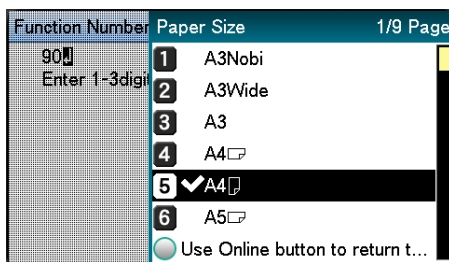 Function Number
90
Enter 1-3digi
Paper Size 1/9 Page
1 A3Nobi
2 A3Wide
3 A3
4 A4
5 A4
6 A5
Use Online button to return t...